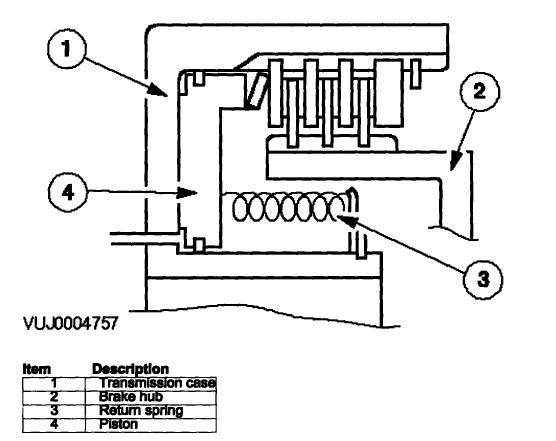 1
2
4
3
VUJ0004757
Item Description
1 Transmission case
2 Brake hub
3 Return spring
4 Piston